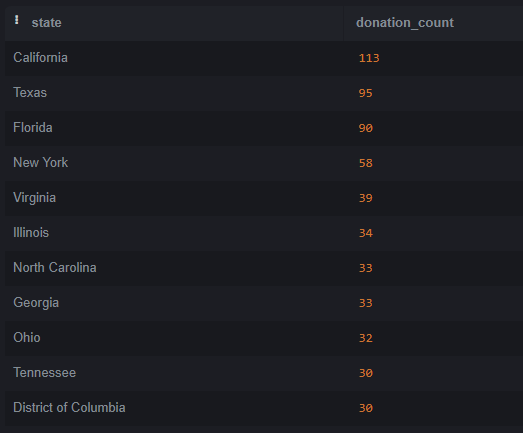 state donation_count
California 113
Texas 95
Florida 90
New York 58
Virginia 39
Illinois 34
North Carolina 33
Georgia 33
Ohio 32
Tennessee 30
District of Columbia 30